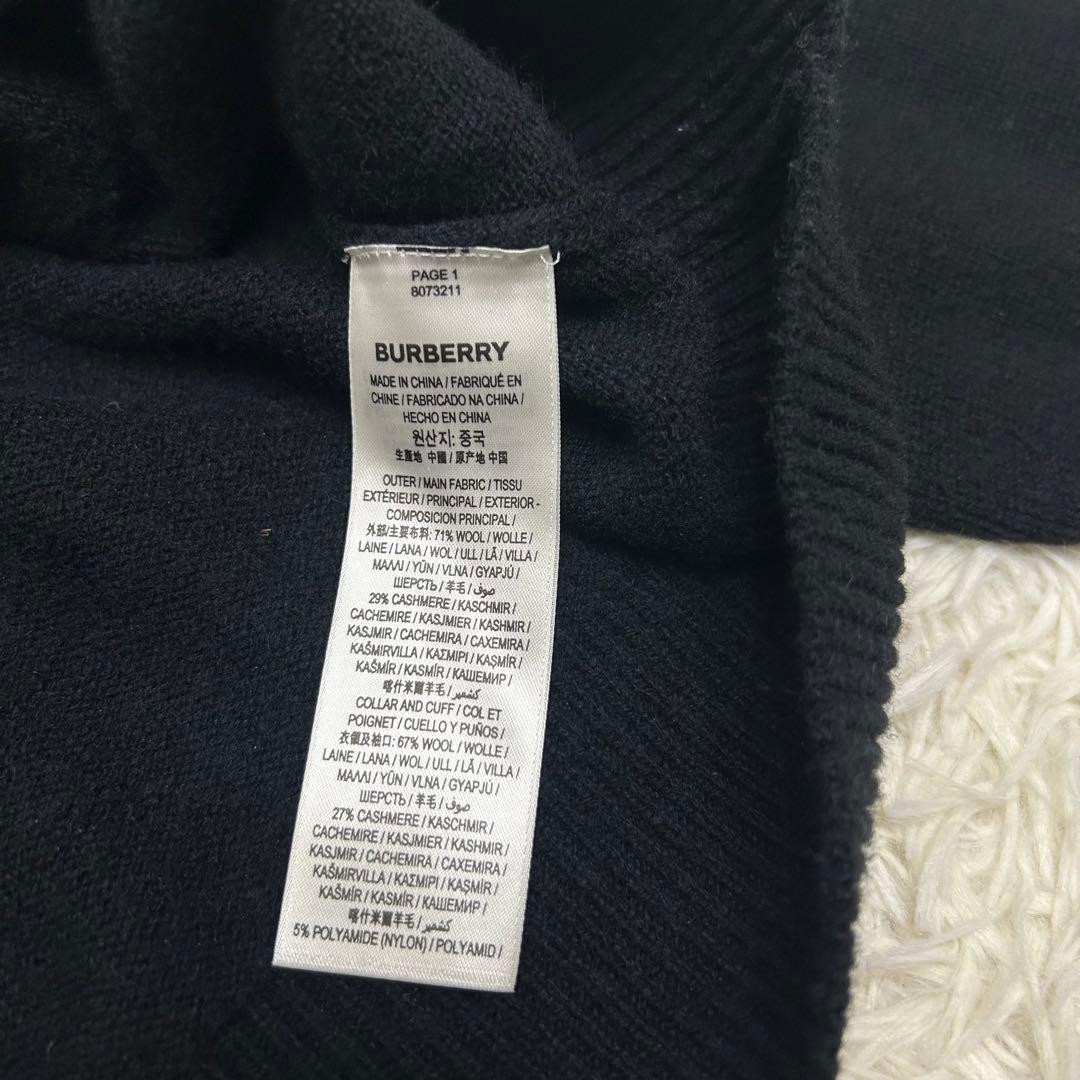 PAGE 1
8073211
BURBERRY
MADE IN CHINA / FABRIQUÉ EN
CHINE / FABRICADO NA CHINA /
HECHO EN CHINA
원산지: 중국
生產地 中國 / 原产地 中国
OUTER / MAIN FABRIC / TISSU
EXTÉRIEUR / PRINCIPAL / EXTERIOR -
COMPOSICION PRINCIPAL /
外部/主要布料: 71% WOOL / WOLLE /
LAINE / LANA / WOL / ULL / LÃ / VILLA /
ΜΑΛΛΙ / YÜN / VLNA / GYAPJÚ /
ШЕРСТЬ / 羊毛 / صوف /
29% CASHMERE / KASCHMIR /
CACHEMIRE / KASJMIER / KASHMIR /
KASJMIR / CACHEMIRA / CAXEMIRA /
KAŠMIRVILLA / ΚΑΣΜΙΡΙ / KAŞMİR /
KAŠMÍR / KASMÍR / КАШЕМИР /
喀什米爾羊毛 / كشمير /
COLLAR AND CUFF / COL ET
POIGNET / CUELLO Y PUÑOS /
衣領及袖口: 67% WOOL / WOLLE /
LAINE / LANA / WOL / ULL / LÃ / VILLA /
ΜΑΛΛΙ / YÜN / VLNA / GYAPJÚ /
ШЕРСТЬ / 羊毛 / صوف /
27% CASHMERE / KASCHMIR /
CACHEMIRE / KASJMIER / KASHMIR /
KASJMIR / CACHEMIRA / CAXEMIRA /
KAŠMIRVILLA / ΚΑΣΜΙΡΙ / KAŞMİR /
KAŠMÍR / KASMÍR / КАШЕМИР /
喀什米爾羊毛 / كشمير /
5% POLYAMIDE (NYLON) / POLYAMID /